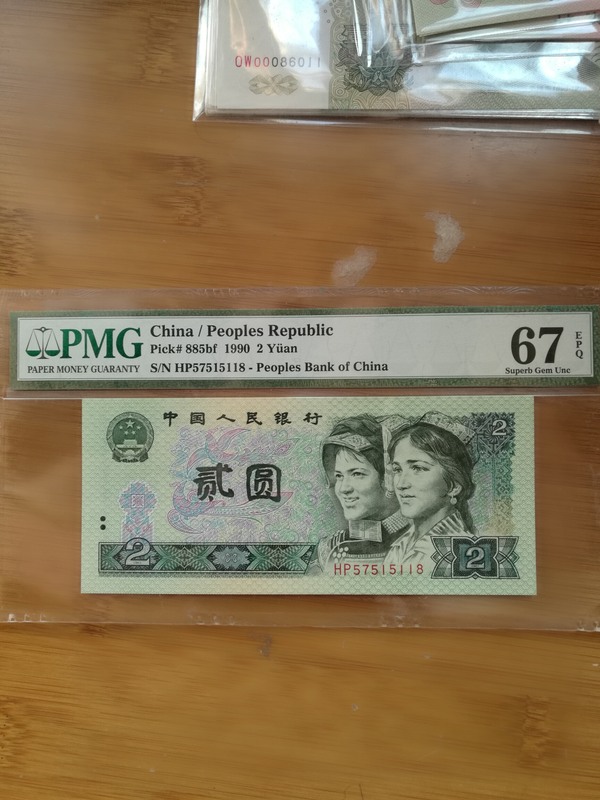 QW00086011
PMG
PAPER MONEY GUARANTY
China / Peoples Republic
Pick# 885bf 1990 2 Yüan
S/N HP57515118 - Peoples Bank of China
67 EPQ
Superb Gem Unc
中国人民银行
2
贰圆
2
HP57515118
2